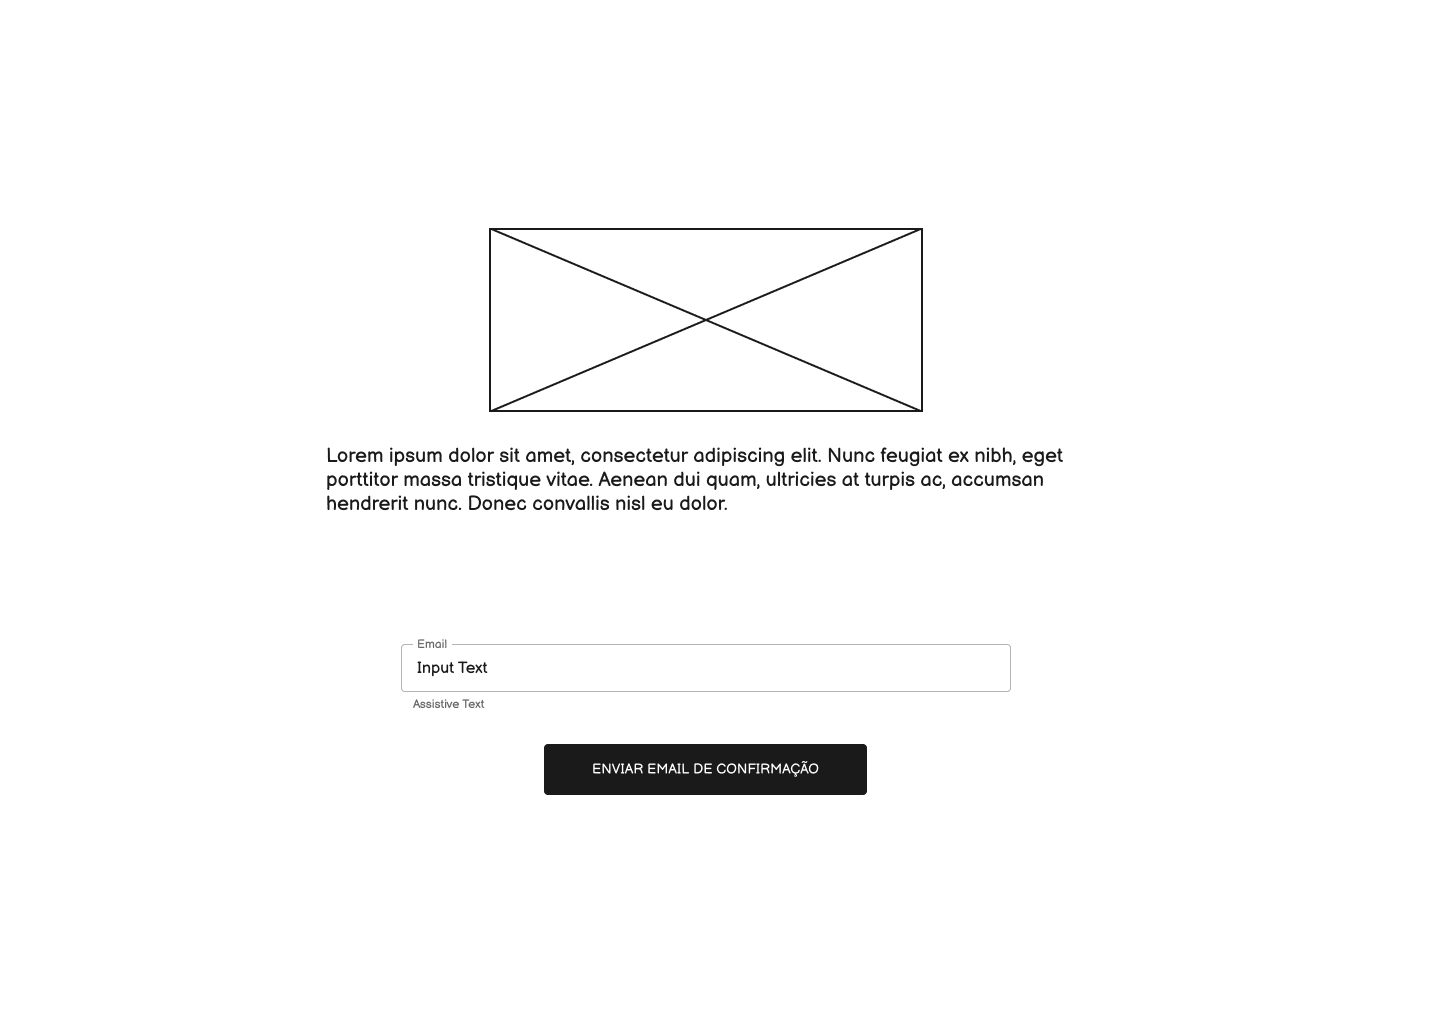 Lorem ipsum dolor sit amet, consectetur adipiscing elit. Nunc feugiat ex nibh, eget
porttitor massa tristique vitae. Aenean dui quam, ultricies at turpis ac, accumsan
hendrerit nunc. Donec convallis nisl eu dolor.
Email
Input Text
Assistive Text
ENVIAR EMAIL DE CONFIRMAÇÃO